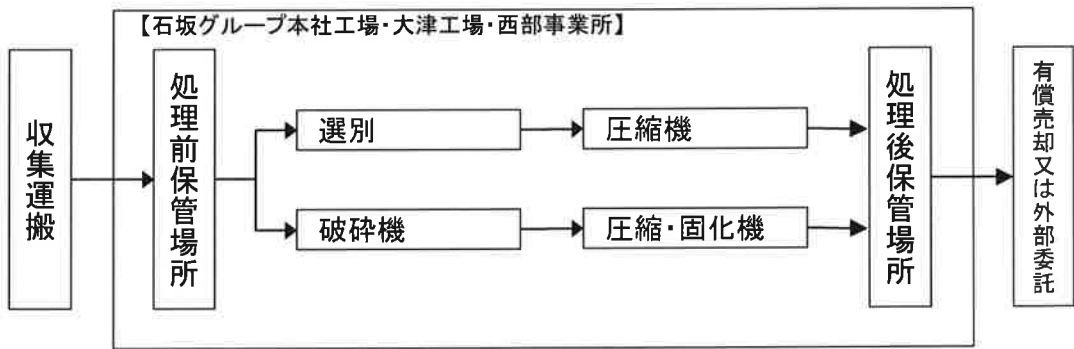 【石坂グループ本社工場・大津工場・西部事業所】
収集運搬
処理前保管場所
選別
圧縮機
破砕機
圧縮・固化機
処理後保管場所
有償売却又は外部委託